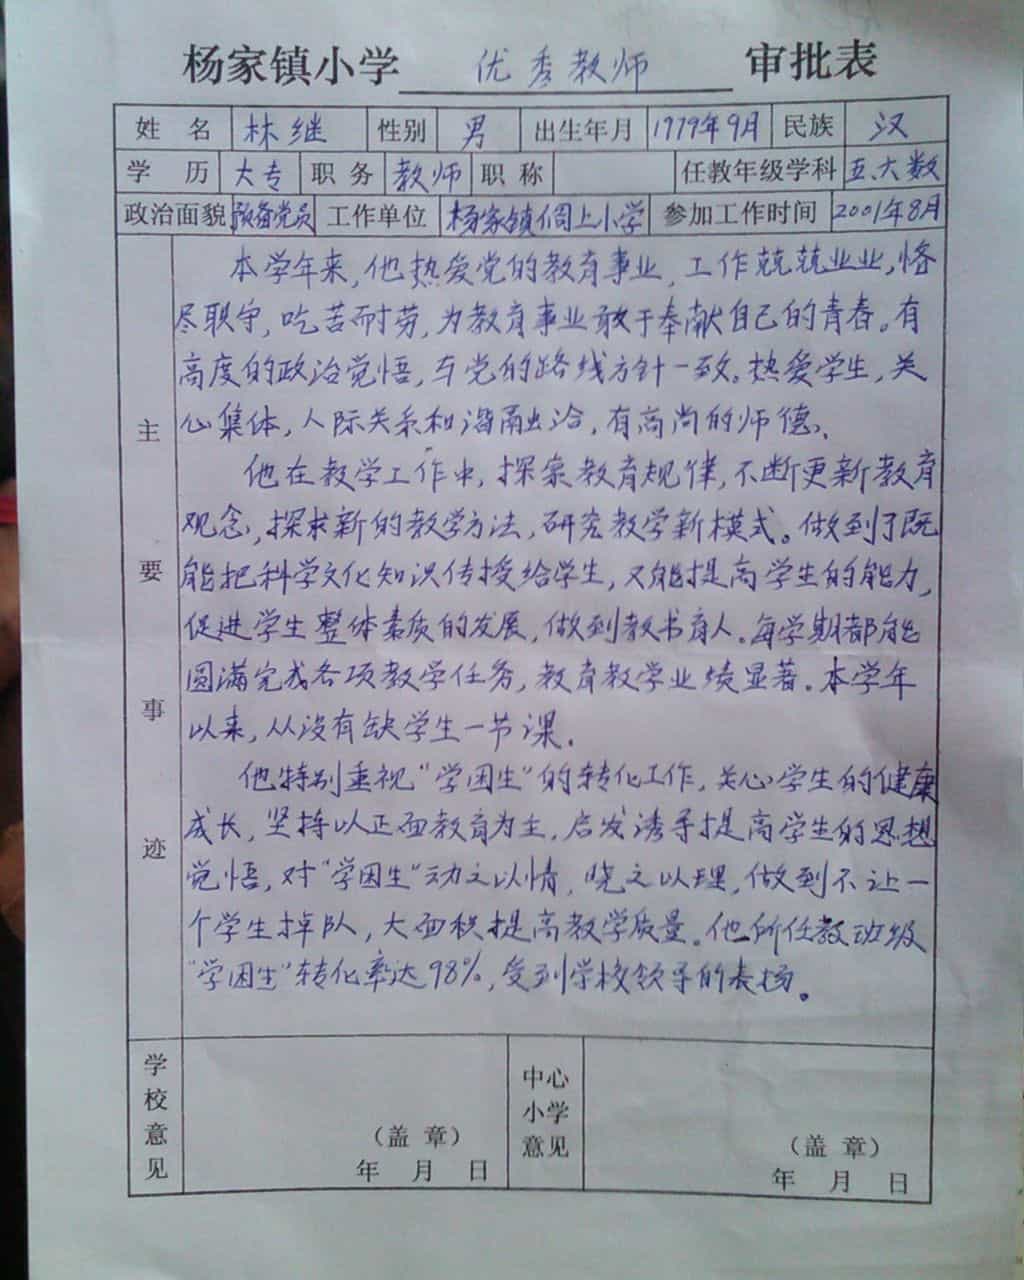 杨家镇小学 优秀教师 审批表
姓 名 林继 性别 男 出生年月 1979年9月 民族 汉
学 历 大专 职 务 教师 职 称 任教年级学科 五、六数
政治面貌 预备党员 工作单位 杨家镇倜上小学 参加工作时间 2001年8月
主要事迹
本学年来,他热爱党的教育事业,工作兢兢业业,恪
尽职守,吃苦耐劳,为教育事业敢于奉献自己的青春。有
高度的政治觉悟,与党的路线方针一致。热爱学生,关
心集体,人际关系和谐融洽,有高尚的师德。
他在教学工作中,探索教育规律,不断更新教育
观念,探求新的教学方法,研究教学新模式。做到了既
能把科学文化知识传授给学生,又能提高学生的能力,
促进学生整体素质的发展,做到教书育人。每学期都能
圆满完成各项教学任务,教育教学业绩显著。本学年
以来,从没有缺学生一节课.
他特别重视“学困生”的转化工作,关心学生的健康
成长,坚持以正面教育为主,启发诱导提高学生的思想
觉悟,对“学困生”动之以情,晓之以理,做到不让一
个学生掉队,大面积提高教学质量。他所任教班级
“学困生”转化率达98%,受到学校领导的表扬。
学校意见
(盖 章)
年 月 日
中心小学意见
(盖 章)
年 月 日